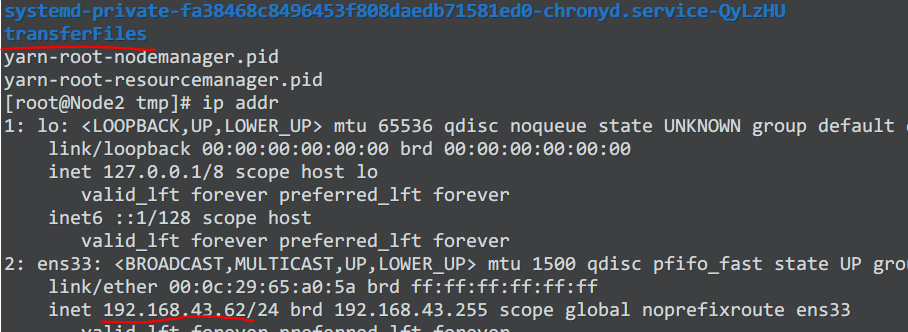 systemd-private-fa38468c8496453f808daedb71581ed0-chronyd.service-QyLzHU
transferFiles
yarn-root-nodemanager.pid
yarn-root-resourcemanager.pid
[root@Node2 tmp]# ip addr
1: lo: <LOOPBACK,UP,LOWER_UP> mtu 65536 qdisc noqueue state UNKNOWN group default
link/loopback 00:00:00:00:00:00 brd 00:00:00:00:00:00
inet 127.0.0.1/8 scope host lo
valid_lft forever preferred_lft forever
inet6 ::1/128 scope host
valid_lft forever preferred_lft forever
2: ens33: <BROADCAST,MULTICAST,UP,LOWER_UP> mtu 1500 qdisc pfifo_fast state UP grou
link/ether 00:0c:29:65:a0:5a brd ff:ff:ff:ff:ff:ff
inet 192.168.43.62/24 brd 192.168.43.255 scope global noprefixroute ens33
valid_lft forever preferred_lft forever